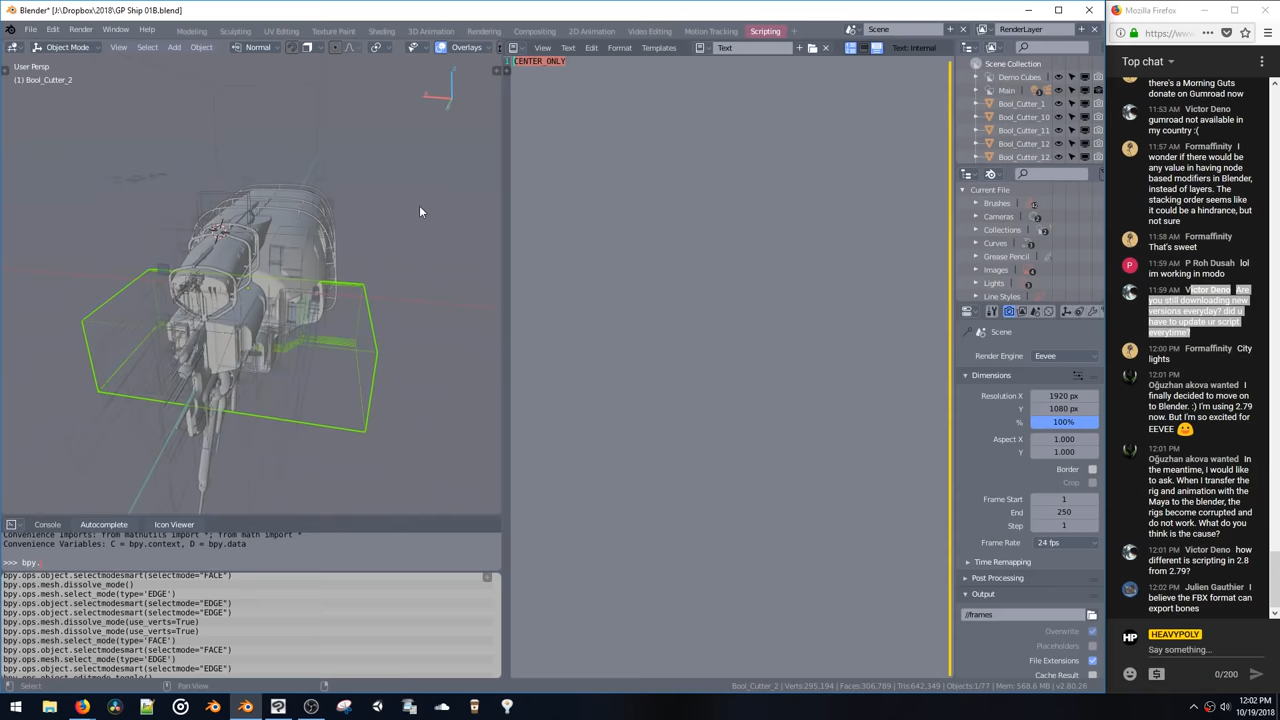 Blender* [J:\Dropbox\2018\GP Ship 01B.blend]
File Edit Render Window Help
Modeling Sculpting UV Editing Texture Paint Shading 3D Animation Rendering Compositing Video Editing 2D Animation Scripting
Scene
RenderLayer
Object Mode View Select Add Object Normal Overlays
View Text Edit Format Templates Text Text: Internal
User Persp
(1) Bool_Cutter_2
1 CENTER_ONLY
Scene Collection
Demo Cubes
Main
Bool_Cutter_1
Bool_Cutter_10
Bool_Cutter_11
Bool_Cutter_12
Bool_Cutter_12
Current File
Brushes
Cameras
Collections
Curves
Grease Pencil
Images
Lights
Line Styles
Scene
Render Engine Eevee
Dimensions
Resolution X 1920 px
Y 1080 px
% 100%
Aspect X 1.000
Y 1.000
Border
Crop
Frame Start 1
End 250
Step 1
Frame Rate 24 fps
Time Remapping
Post Processing
Output
//frames
Overwrite
Placeholders
File Extensions
Cache Result
Console Autocomplete Icon Viewer
Convenience Imports: from mathutils import *; from math import *
Convenience Variables: C = bpy.context, D = bpy.data
>>> bpy.
bpy.ops.object.selectmodesmart(selectmode="FACE")
bpy.ops.mesh.dissolve_mode()
bpy.ops.mesh.select_mode(type='EDGE')
bpy.ops.object.selectmodesmart(selectmode="EDGE")
bpy.ops.object.selectmodesmart(selectmode="EDGE")
bpy.ops.mesh.dissolve_mode(use_verts=True)
bpy.ops.mesh.dissolve_mode(use_verts=True)
bpy.ops.mesh.select_mode(type='FACE')
bpy.ops.object.selectmodesmart(selectmode="FACE")
bpy.ops.mesh.select_mode(type='EDGE')
bpy.ops.object.selectmodesmart(selectmode="EDGE")
Select
Pan View
Bool_Cutter_2 | Verts:295,194 | Faces:306,789 | Tris:642,349 | Objects:1/77 | Mem: 568.6 MB | v2.80.26
Mozilla Firefox
https://www.
Top chat
there's a Morning Guts
donate on Gumroad now
11:53 AM Victor Deno
gumroad not available in
my country :(
11:57 AM Formaffinity I
wonder if there would be
any value in having node
based modifiers in Blender,
instead of layers. The
stacking order seems like
it could be a hindrance, but
not sure
11:58 AM Formaffinity
That's sweet
11:59 AM P Roh Dusah lol
im working in modo
11:59 AM Victor Deno Are
you still downloading new
versions everyday? did u
have to update ur script
everytime?
12:00 PM Formaffinity City
lights
12:01 PM
Oğuzhan akova wanted I
finally decided to move on
to Blender. :) I'm using 2.79
now. But I'm so excited for
EEVEE
12:01 PM
Oğuzhan akova wanted In
the meantime, I would like
to ask. When I transfer the
rig and animation with the
Maya to the blender, the
rigs become corrupted and
do not work. What do you
think is the cause?
12:01 PM Victor Deno how
different is scripting in 2.8
from 2.79?
12:02 PM Julien Gauthier I
believe the FBX format can
export bones
HP HEAVYPOLY
Say something...
0/200
12:02 PM
10/19/2018